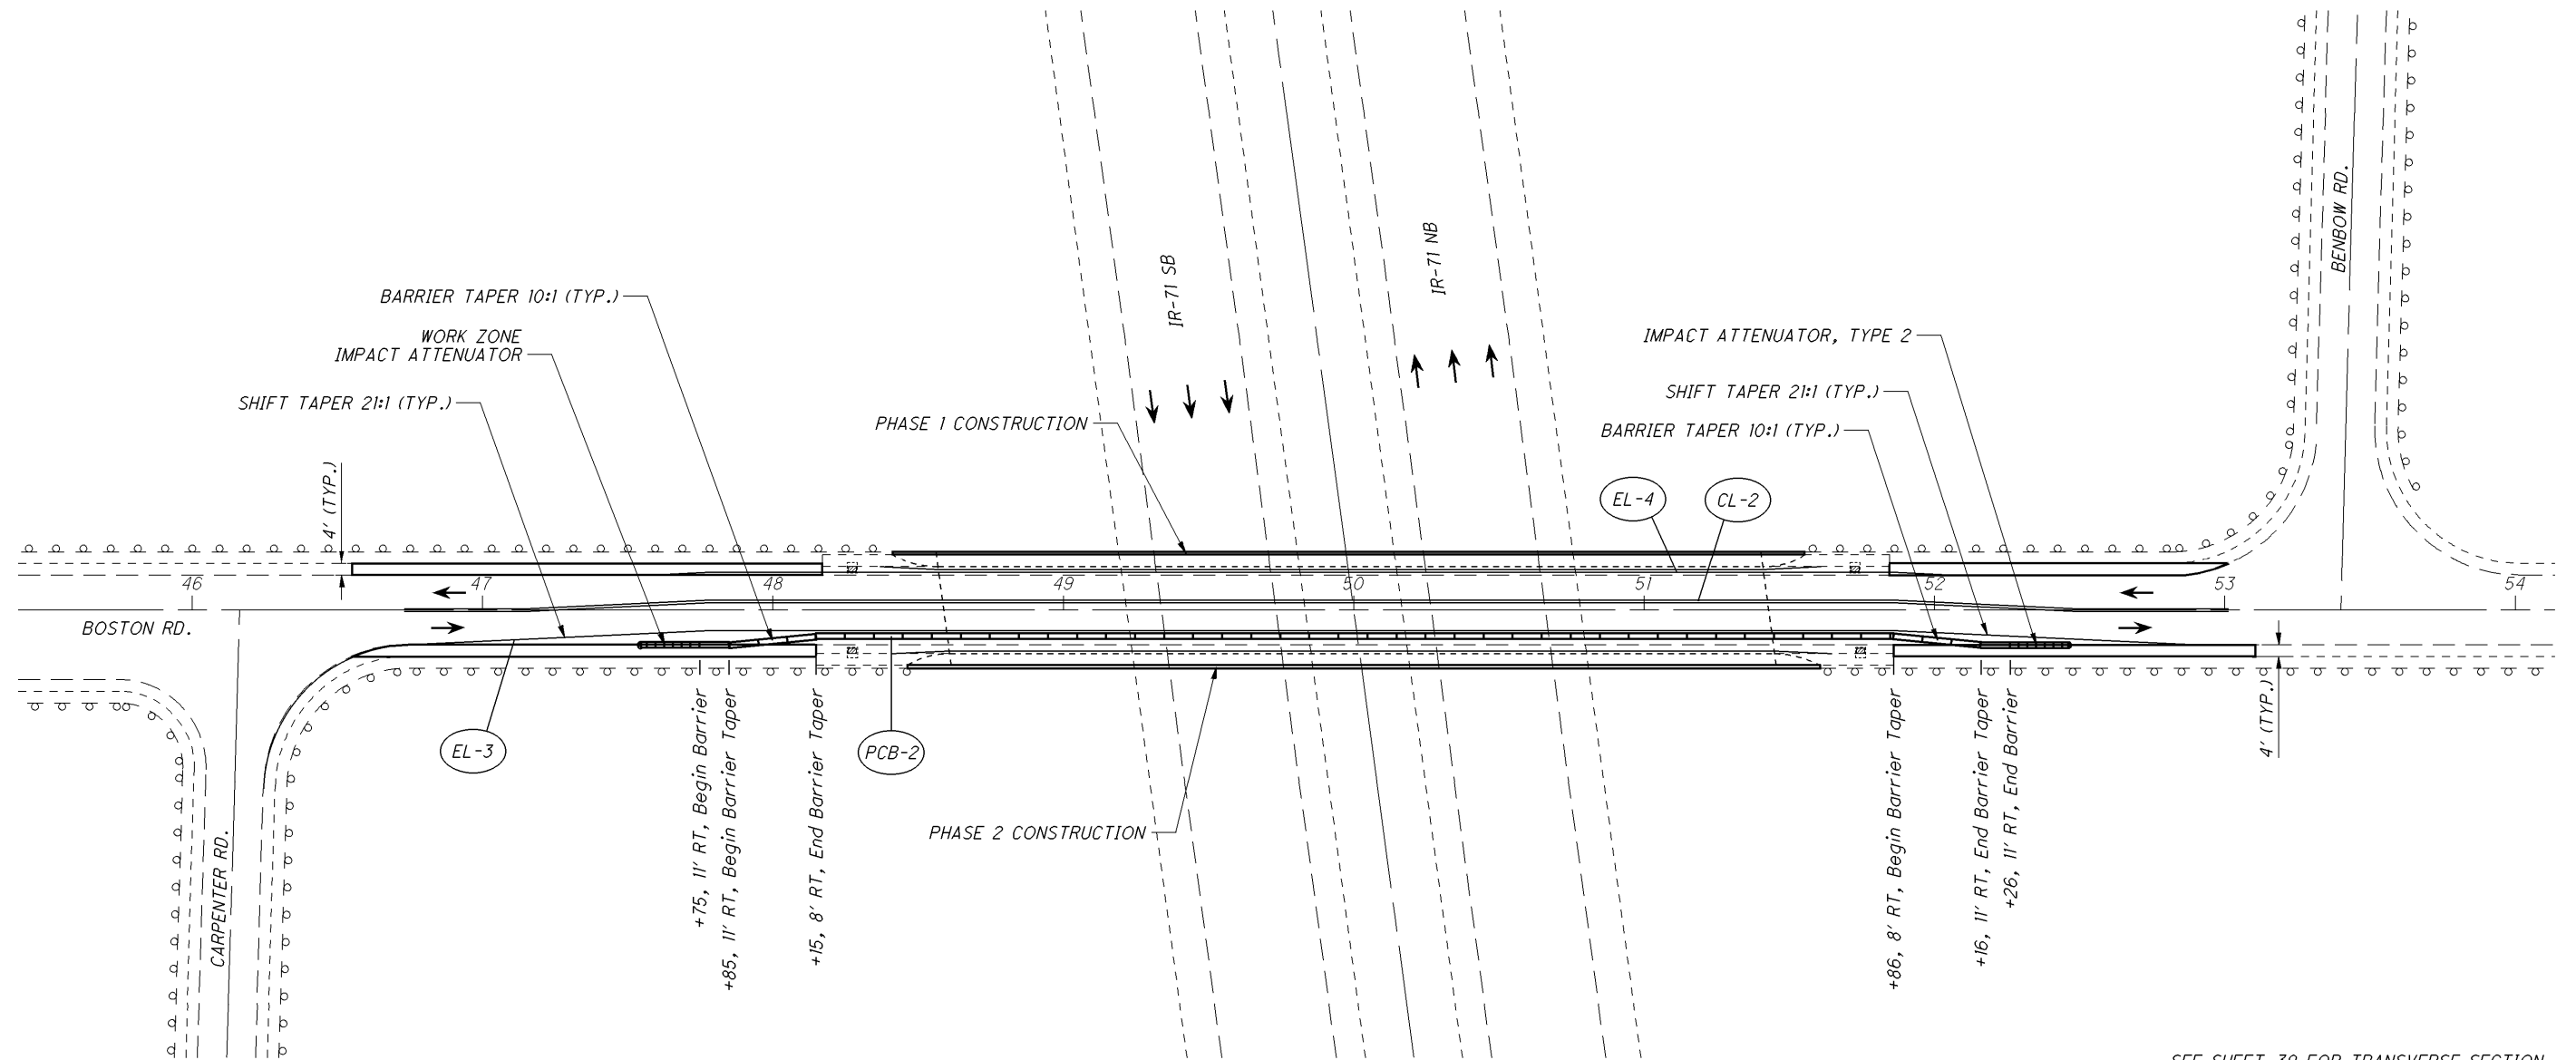 BENBOW RD.
IR-71 SB
IR-71 NB
BARRIER TAPER 10:1 (TYP.)
WORK ZONE
IMPACT ATTENUATOR
SHIFT TAPER 21:1 (TYP.)
PHASE 1 CONSTRUCTION
IMPACT ATTENUATOR, TYPE 2
SHIFT TAPER 21:1 (TYP.)
BARRIER TAPER 10:1 (TYP.)
4' (TYP.)
EL-4
CL-2
46
47
48
49
50
51
52
53
54
BOSTON RD.
EL-3
PCB-2
PHASE 2 CONSTRUCTION
CARPENTER RD.
+75, 11' RT, Begin Barrier
+85, 11' RT, Begin Barrier Taper
+15, 8' RT, End Barrier Taper
+86, 8' RT, Begin Barrier Taper
+16, 11' RT, End Barrier Taper
+26, 11' RT, End Barrier
4' (TYP.)